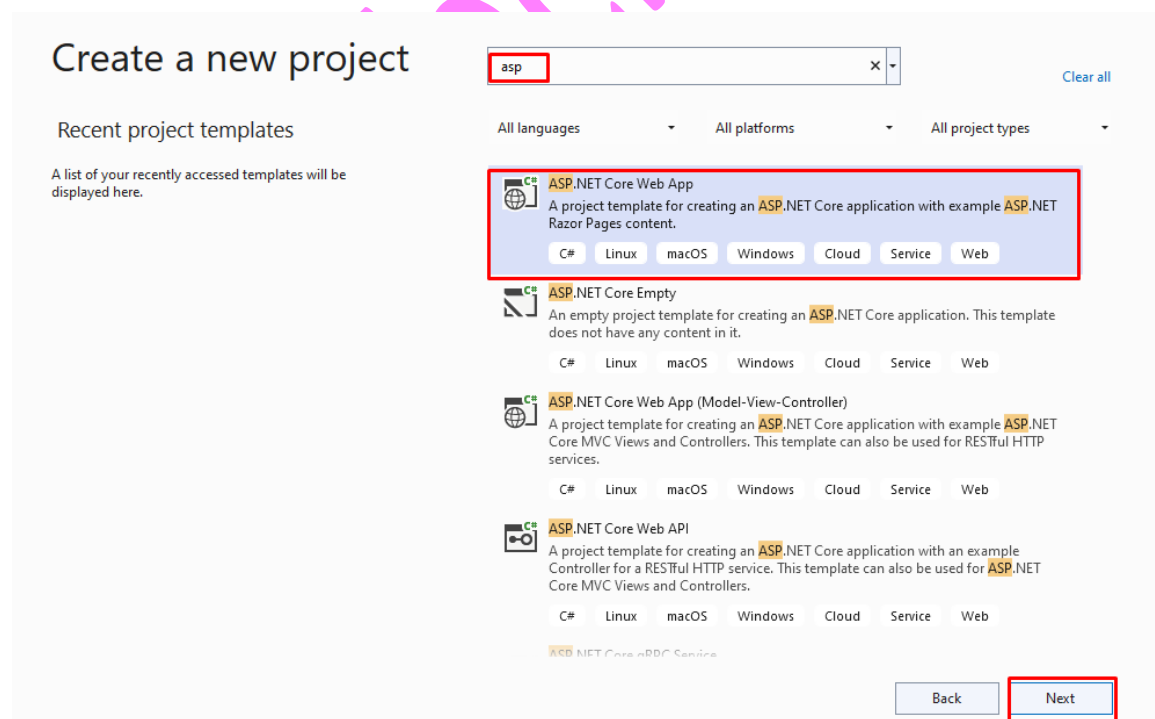 Create a new project
asp
Clear all
Recent project templates
All languages
All platforms
All project types
A list of your recently accessed templates will be
displayed here.
C#
ASP.NET Core Web App
A project template for creating an ASP.NET Core application with example ASP.NET
Razor Pages content.
C# Linux macOS Windows Cloud Service Web
C#
ASP.NET Core Empty
An empty project template for creating an ASP.NET Core application. This template
does not have any content in it.
C# Linux macOS Windows Cloud Service Web
C#
ASP.NET Core Web App (Model-View-Controller)
A project template for creating an ASP.NET Core application with example ASP.NET
Core MVC Views and Controllers. This template can also be used for RESTful HTTP
services.
C# Linux macOS Windows Cloud Service Web
C#
ASP.NET Core Web API
A project template for creating an ASP.NET Core application with an example
Controller for a RESTful HTTP service. This template can also be used for ASP.NET
Core MVC Views and Controllers.
C# Linux macOS Windows Cloud Service Web
ASP.NET Core gRPC Service
Back
Next